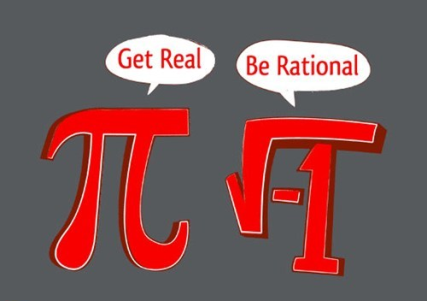 Get Real
Be Rational
π
√-1